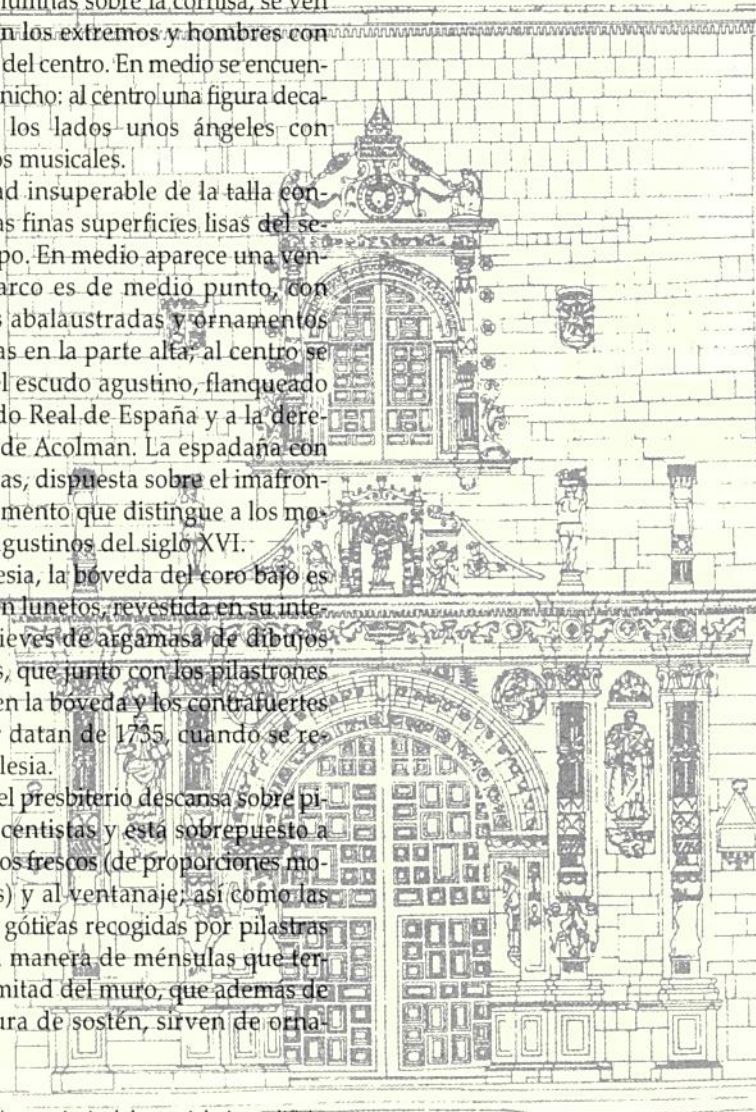 lumnas sobre la cornisa, se ven
n los extremos y hombres con
del centro. En medio se encuen-
nicho: al centro una figura deca-
los lados unos ángeles con
os musicales.
ad insuperable de la talla con-
as finas superficies lisas del se-
po. En medio aparece una ven-
arco es de medio punto, con
s abalaustradas y ornamentos
as en la parte alta; al centro se
el escudo agustino, flanqueado
do Real de España y a la dere-
de Acolman. La espadaña con
as, dispuesta sobre el imafron-
mento que distingue a los mo-
gustinos del siglo XVI.
esia, la bóveda del coro bajo es
n lunetos, revestida en su inte-
ieves de argamasa de dibujos
s, que junto con los pilastrones
en la bóveda y los contrafuertes
r datan de 1735, cuando se re-
lesia.
el presbiterio descansa sobre pi-
centistas y está sobrepuesto a
os frescos (de proporciones mo-
s) y al ventanaje; así como las
góticas recogidas por pilastras
manera de ménsulas que ter-
mitad del muro, que además de
ura de sostén, sirven de orna-